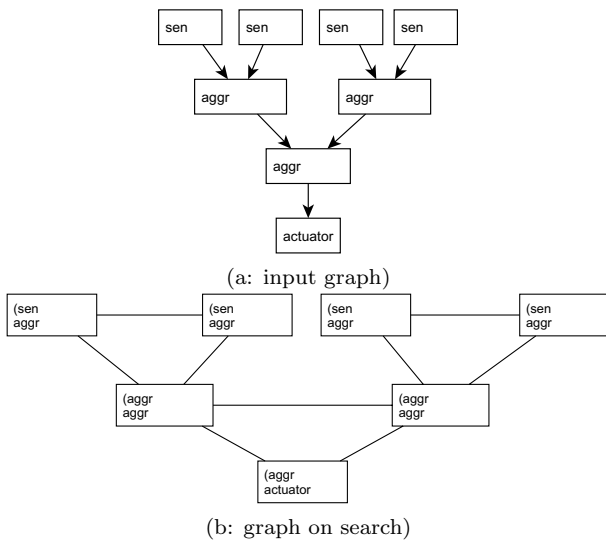 sen sen sen sen
aggr aggr
aggr
actuator
(a: input graph)
(sen (sen (sen (sen
aggr aggr aggr aggr
(aggr (aggr
aggr aggr
(aggr
actuator
(b: graph on search)